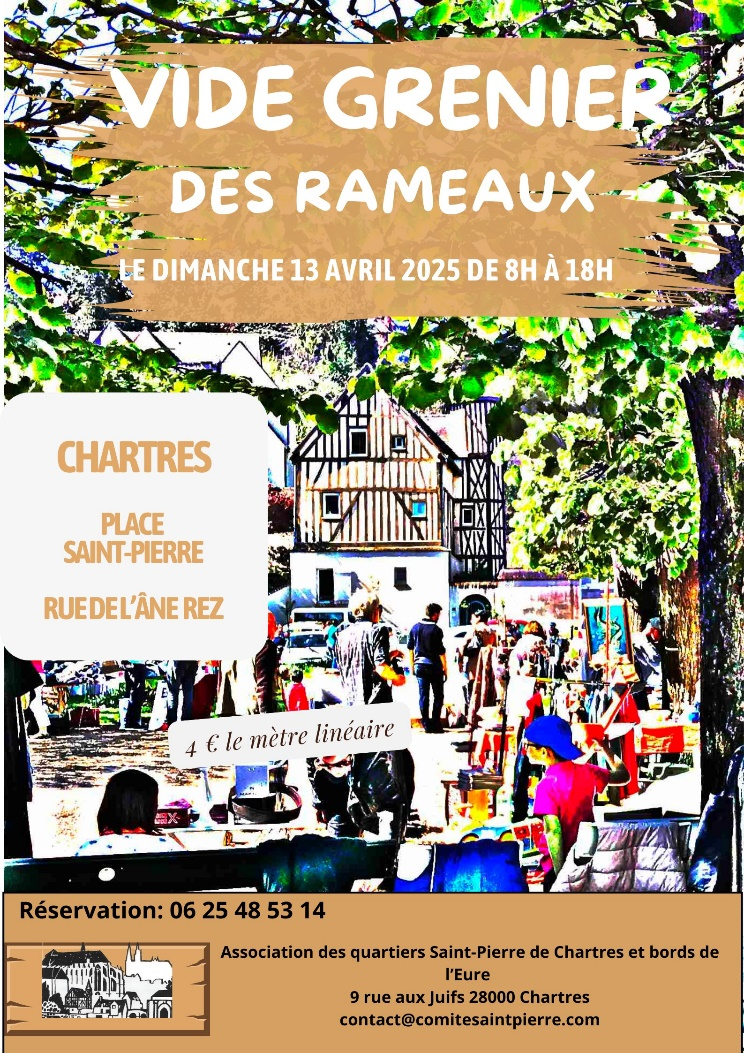 VIDE GRENIER
DES RAMEAUX
LE DIMANCHE 13 AVRIL 2025 DE 8H À 18H
CHARTRES
PLACE
SAINT-PIERRE
RUE DE L'ÂNE REZ
4 € le mètre linéaire
Réservation: 06 25 48 53 14
Association des quartiers Saint-Pierre de Chartres et bords de
l'Eure
9 rue aux Juifs 28000 Chartres
contact@comitesaintpierre.com